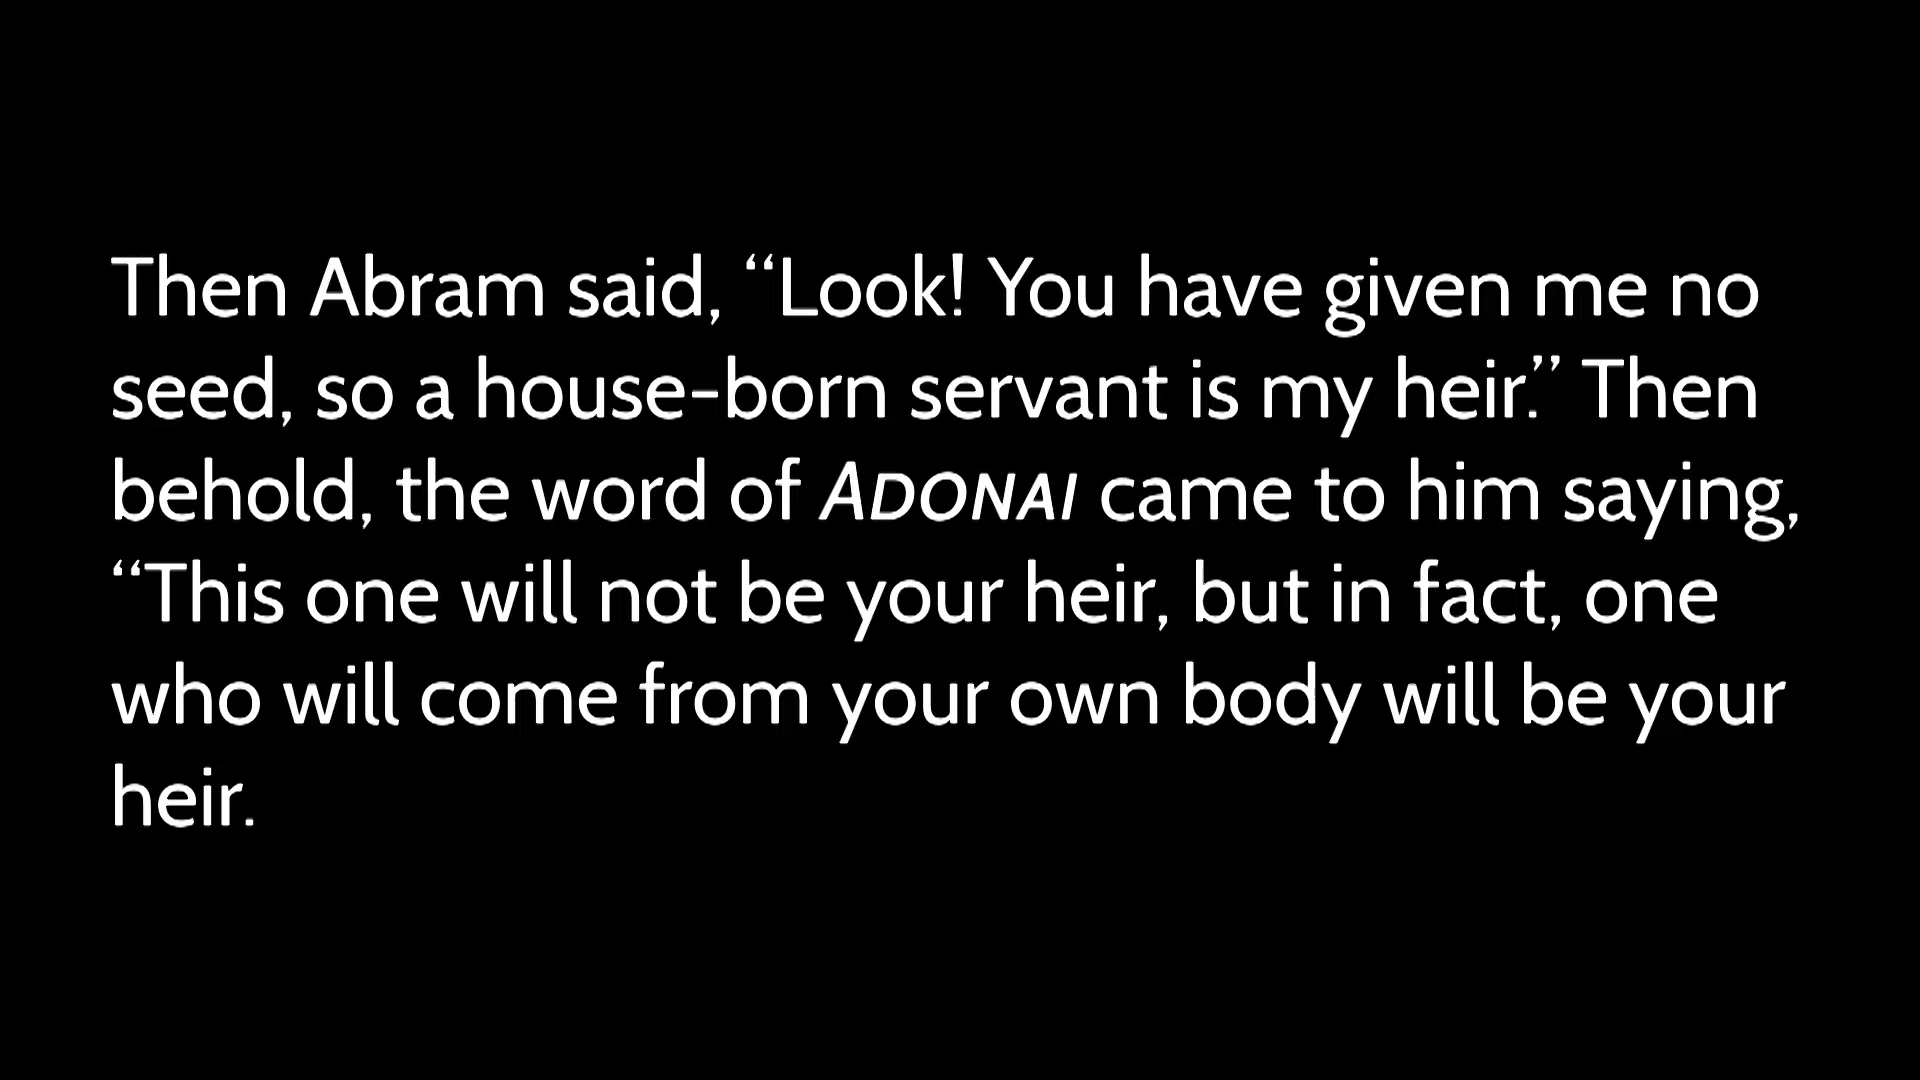 Then Abram said, “Look! You have given me no
seed, so a house-born servant is my heir.” Then
behold, the word of ADONAI came to him saying,
“This one will not be your heir, but in fact, one
who will come from your own body will be your
heir.